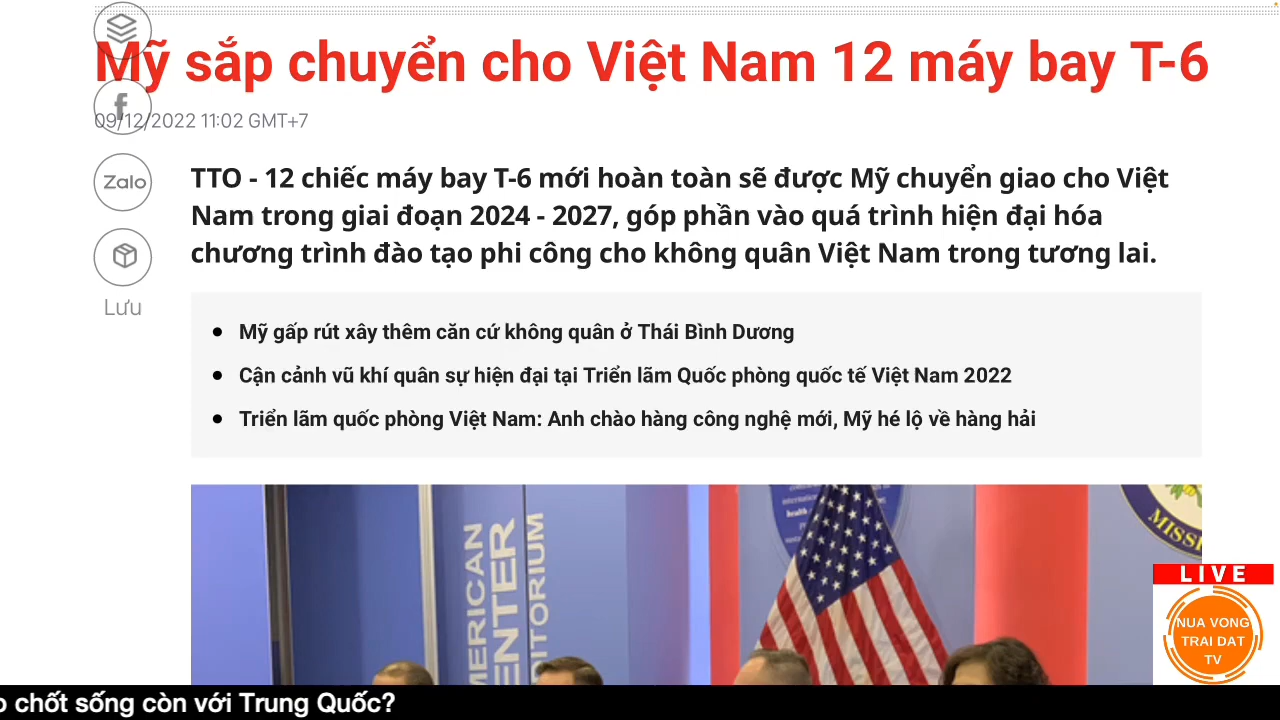 Mỹ sắp chuyển cho Việt Nam 12 máy bay T-6
09/12/2022 11:02 GMT+7
Zalo
Lưu
TTO - 12 chiếc máy bay T-6 mới hoàn toàn sẽ được Mỹ chuyển giao cho Việt
Nam trong giai đoạn 2024 - 2027, góp phần vào quá trình hiện đại hóa
chương trình đào tạo phi công cho không quân Việt Nam trong tương lai.
Mỹ gấp rút xây thêm căn cứ không quân ở Thái Bình Dương
Cận cảnh vũ khí quân sự hiện đại tại Triển lãm Quốc phòng quốc tế Việt Nam 2022
Triển lãm quốc phòng Việt Nam: Anh chào hàng công nghệ mới, Mỹ hé lộ về hàng hải
MERICAN
ENTER
DITORIUM
health
MISS
LIVE
NUA VONG
TRAI DAT
TV
chốt sống còn với Trung Quốc?